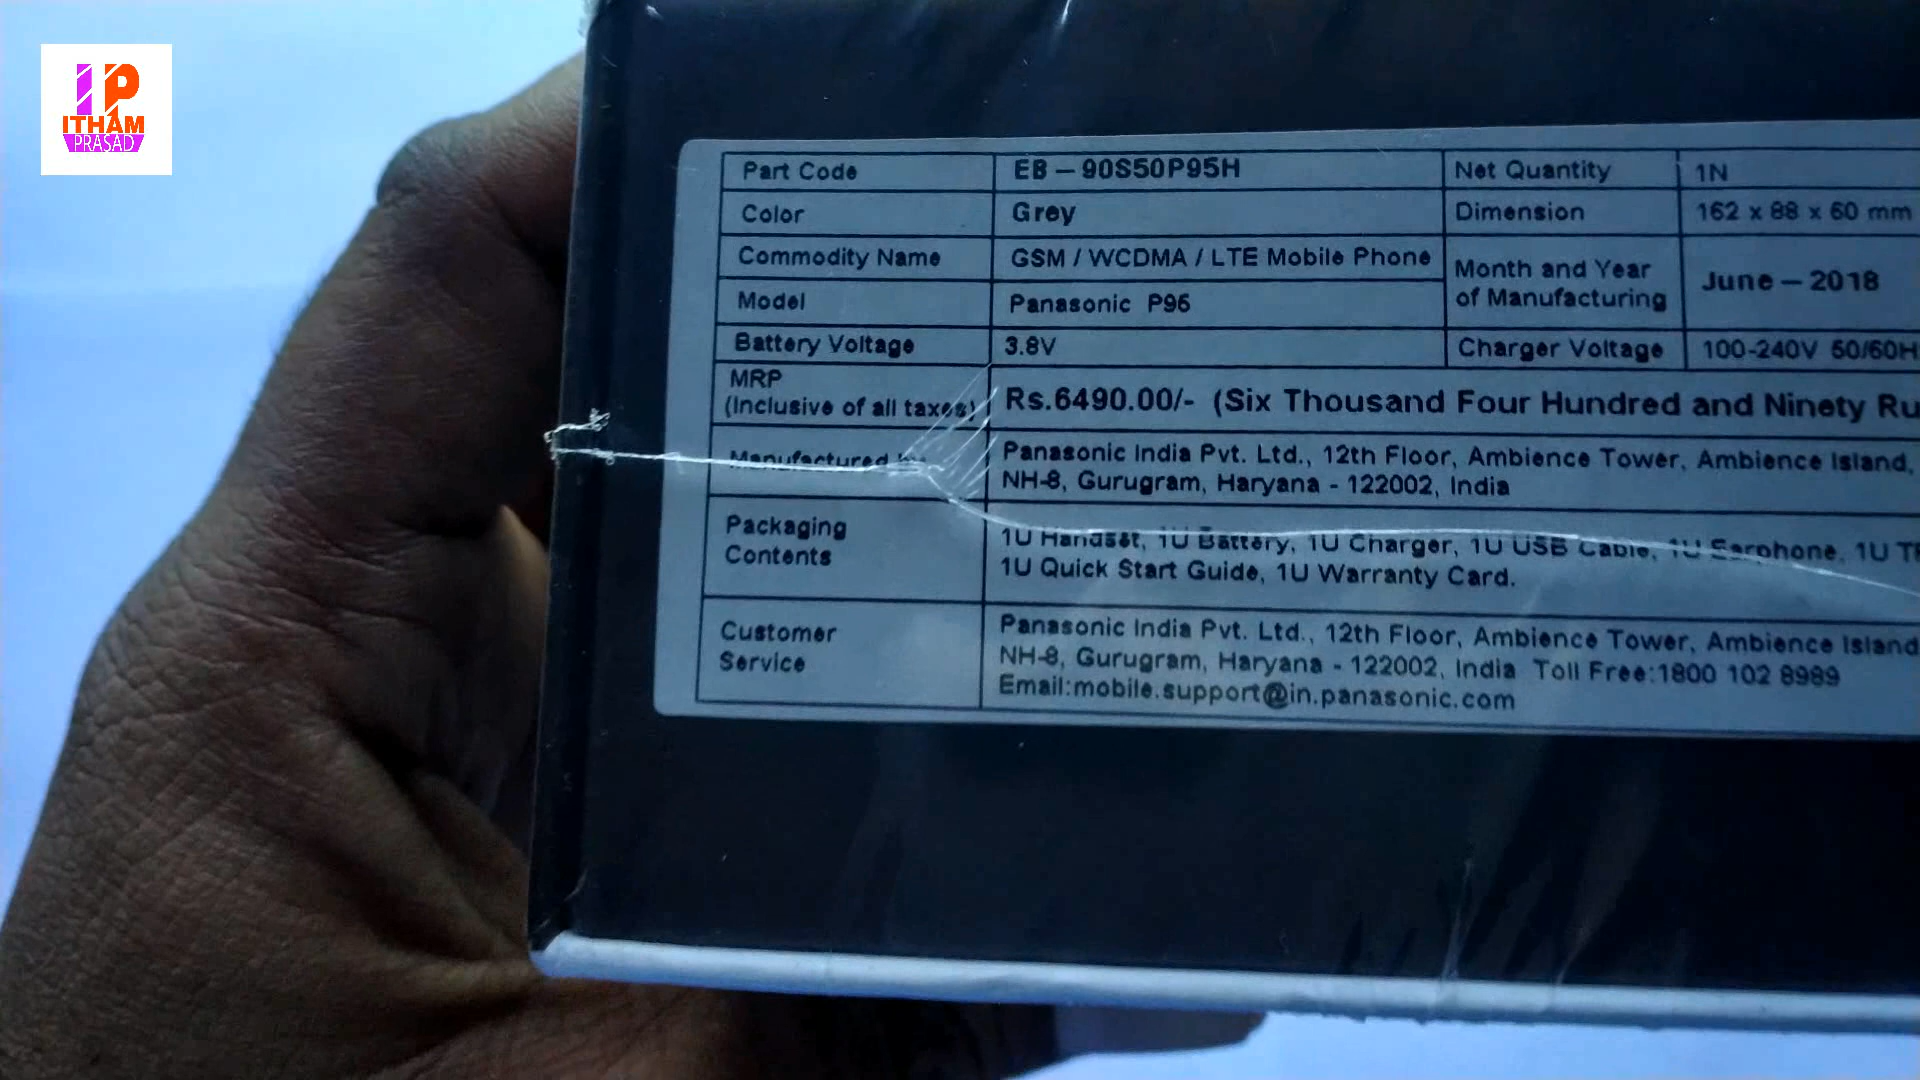 IP
ITHAM
PRASAD
Part Code EB – 90S50P95H Net Quantity 1N
Color Grey Dimension 162 x 88 x 60 mm
Commodity Name GSM / WCDMA / LTE Mobile Phone Month and Year of Manufacturing June – 2018
Model Panasonic P95
Battery Voltage 3.8V Charger Voltage 100-240V 50/60H
MRP
(Inclusive of all taxes) Rs.6490.00/- (Six Thousand Four Hundred and Ninety Ru
Manufactured by Panasonic India Pvt. Ltd., 12th Floor, Ambience Tower, Ambience Island,
NH-8, Gurugram, Haryana - 122002, India
Packaging Contents 1U Handset, 1U Battery, 1U Charger, 1U USB Cable, 1U Earphone, 1U
1U Quick Start Guide, 1U Warranty Card.
Customer Service Panasonic India Pvt. Ltd., 12th Floor, Ambience Tower, Ambience Island
NH-8, Gurugram, Haryana - 122002, India Toll Free:1800 102 8989
Email:mobile.support@in.panasonic.com